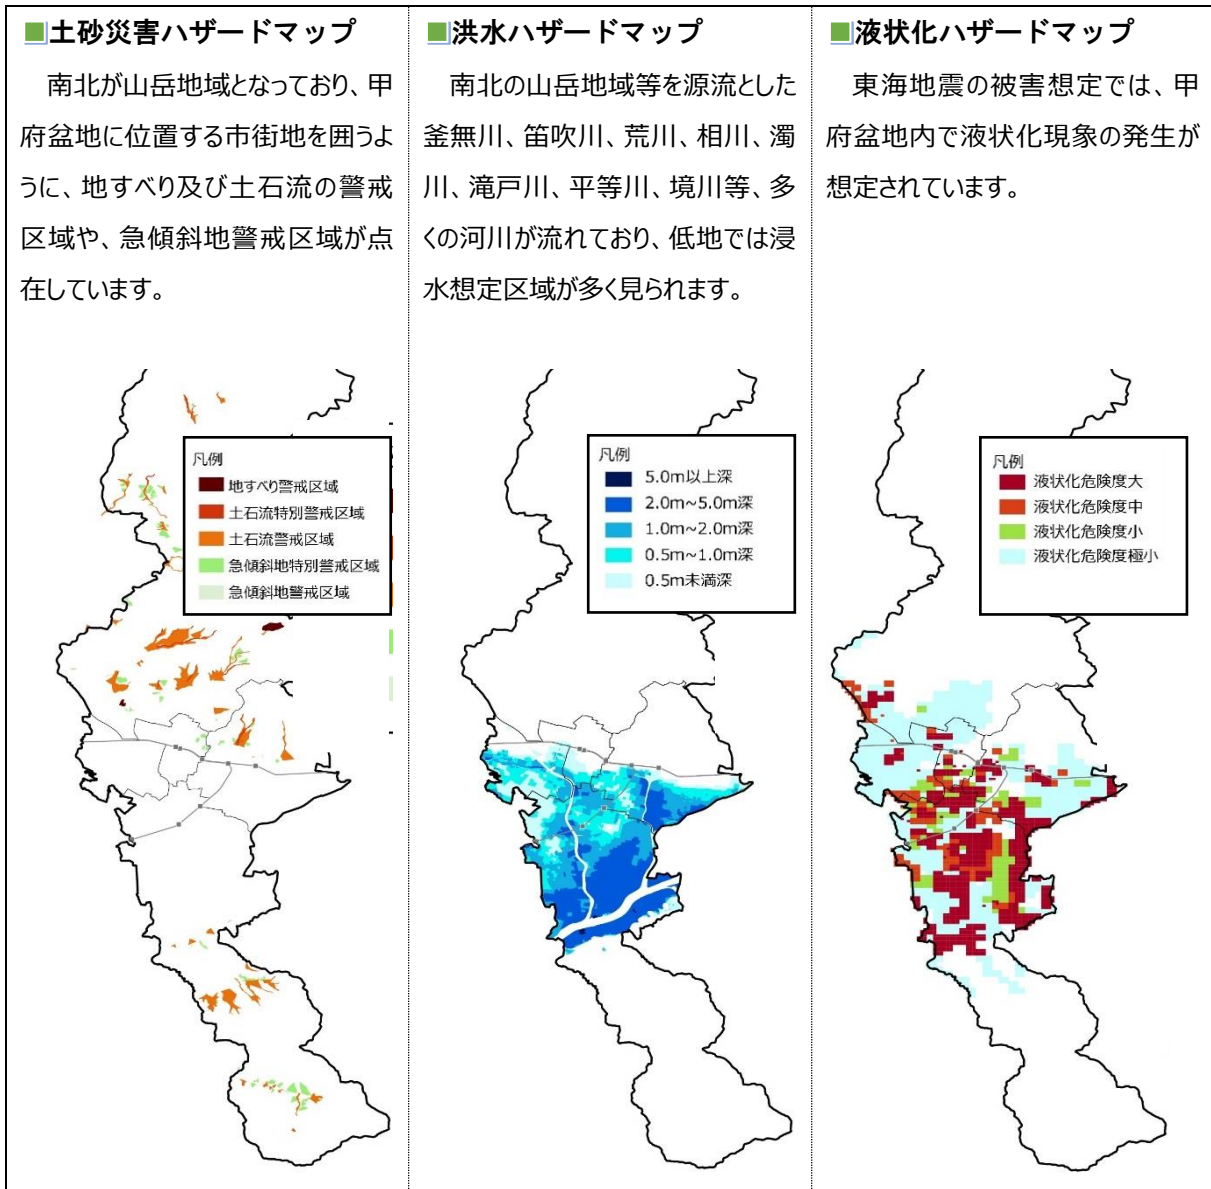 ■土砂災害ハザードマップ
南北が山岳地域となっており、甲
府盆地に位置する市街地を囲うよ
うに、地すべり及び土石流の警戒
区域や、急傾斜地警戒区域が点
在しています。
凡例
地すべり警戒区域
土石流特別警戒区域
土石流警戒区域
急傾斜地特別警戒区域
急傾斜地警戒区域
■洪水ハザードマップ
南北の山岳地域等を源流とした
釜無川、笛吹川、荒川、相川、濁
川、滝戸川、平等川、境川等、多
くの河川が流れており、低地では浸
水想定区域が多く見られます。
凡例
5.0m以上深
2.0m~5.0m深
1.0m~2.0m深
0.5m~1.0m深
0.5m未満深
■液状化ハザードマップ
東海地震の被害想定では、甲
府盆地内で液状化現象の発生が
想定されています。
凡例
液状化危険度大
液状化危険度中
液状化危険度小
液状化危険度極小